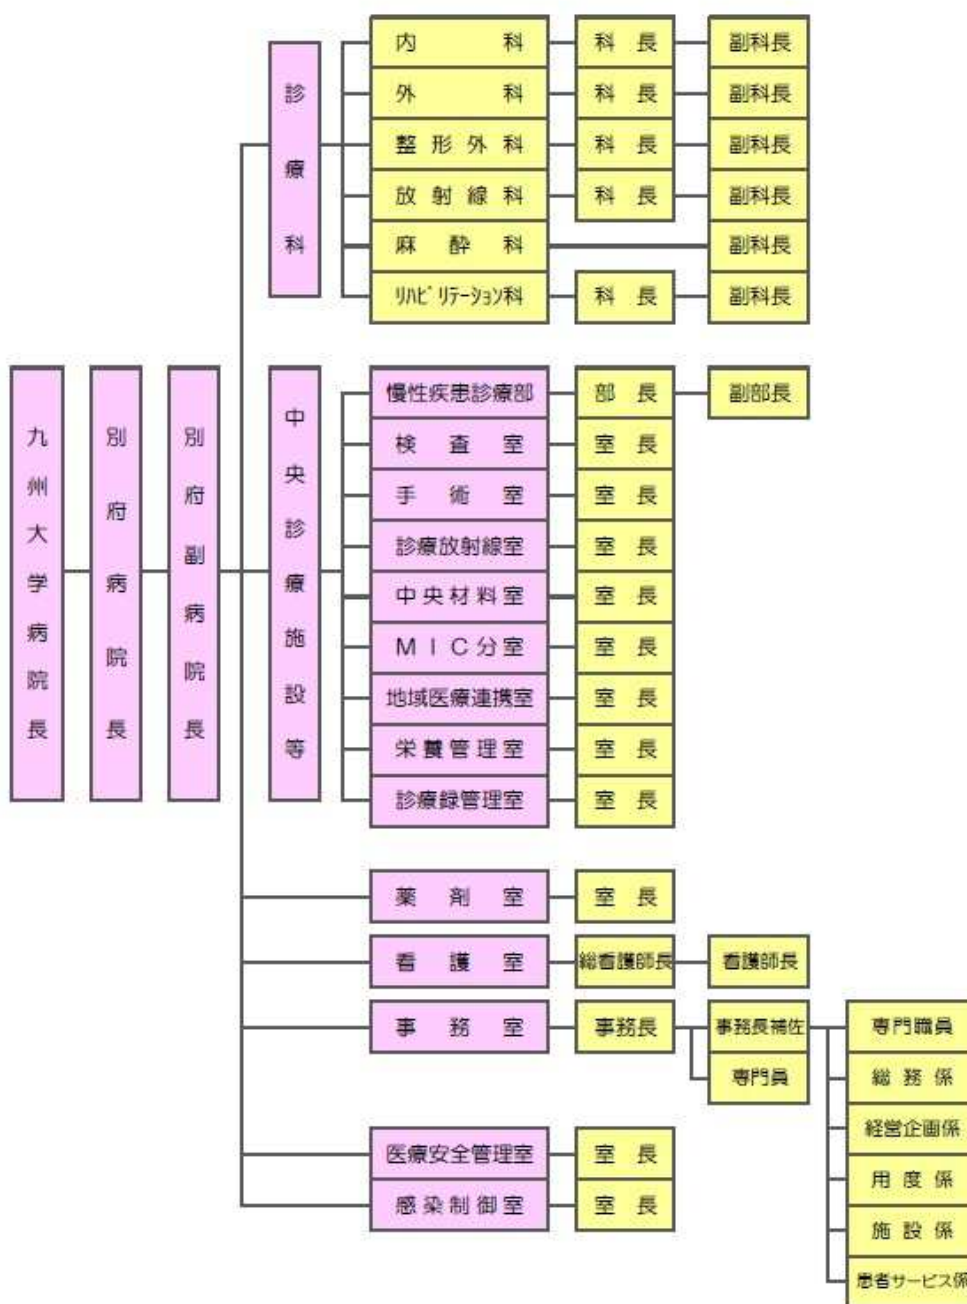 九州大学病院長
別府病院長
別府副病院長
診療科
内科 科長 副科長
外科 科長 副科長
整形外科 科長 副科長
放射線科 科長 副科長
麻酔科 副科長
ﾘﾊﾋﾞﾘﾃｰｼｮﾝ科 科長 副科長
中央診療施設等
慢性疾患診療部 部長 副部長
検査室 室長
手術室 室長
診療放射線室 室長
中央材料室 室長
ＭＩＣ分室 室長
地域医療連携室 室長
栄養管理室 室長
診療録管理室 室長
薬剤室 室長
看護室 総看護師長 看護師長
事務室 事務長 事務長補佐 専門職員
専門員 総務係
経営企画係
用度係
施設係
患者サービス係
医療安全管理室 室長
感染制御室 室長